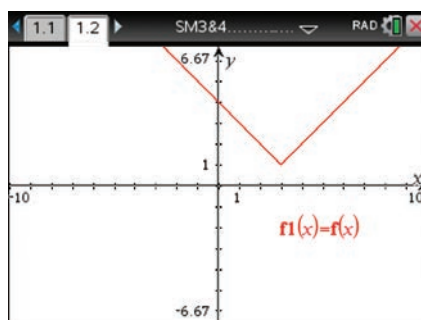 1.1 1.2 SM3&4............ RAD
6.67 y
1
x
-10 1 10
f1(x)=f(x)
-6.67